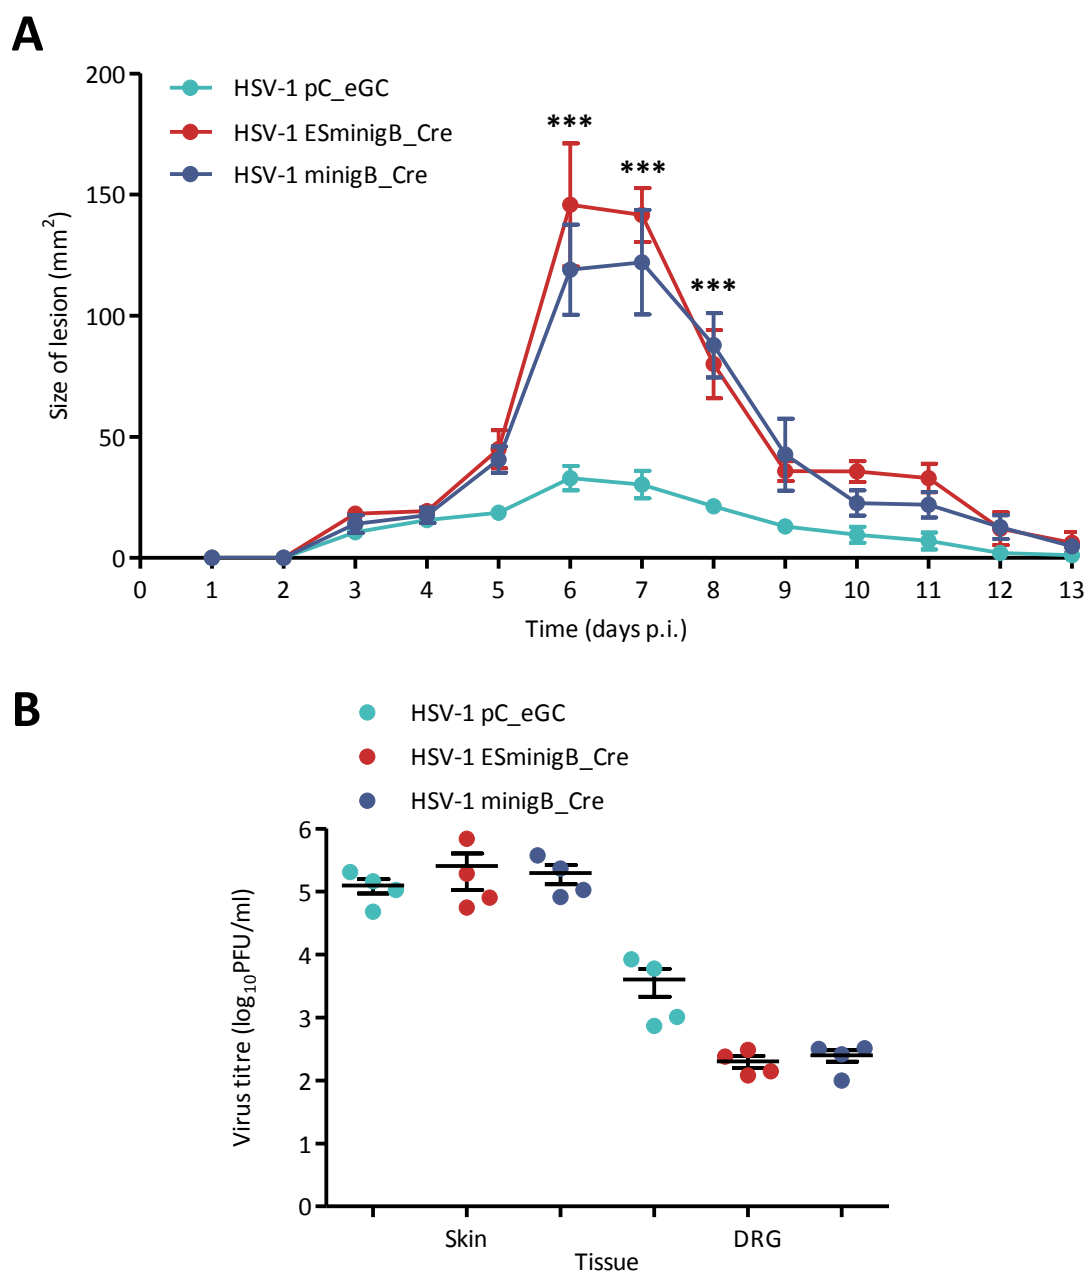 A
200
150
100
50
0
Size of lesion (mm²)
HSV-1 pC_eGC
HSV-1 ESminigB_Cre
HSV-1 minigB_Cre
***
***
***
0 1 2 3 4 5 6 7 8 9 10 11 12 13
Time (days p.i.)
B
HSV-1 pC_eGC
HSV-1 ESminigB_Cre
HSV-1 minigB_Cre
6
5
4
3
2
1
0
Virus titre (log₁₀PFU/ml)
Skin DRG
Tissue